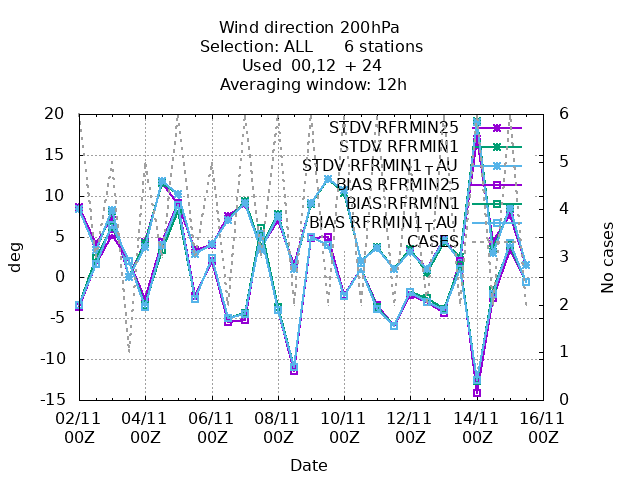 Wind direction 200hPa
Selection: ALL 6 stations
Used 00,12 + 24
Averaging window: 12h
20
15
10
5
0
-5
-10
-15
deg
6
5
4
3
2
1
0
No cases
STDV RFRMIN25
STDV RFRMIN1
STDV RFRMIN1_TAU
BIAS RFRMIN25
BIAS RFRMIN1
BIAS RFRMIN1_TAU
CASES
02/11 04/11 06/11 08/11 10/11 12/11 14/11 16/11
00Z 00Z 00Z 00Z 00Z 00Z 00Z 00Z
Date